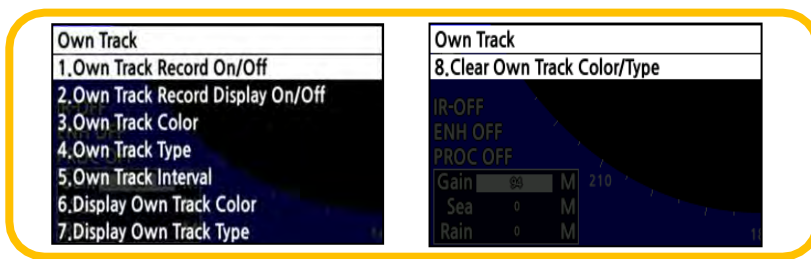 Own Track
1.Own Track Record On/Off
2.Own Track Record Display On/Off
3.Own Track Color
4.Own Track Type
5.Own Track Interval
6.Display Own Track Color
7.Display Own Track Type
Own Track
8.Clear Own Track Color/Type
IR-OFF
ENH OFF
PROC OFF
Gain 94 M 210
Sea 0 M
Rain 0 M 18